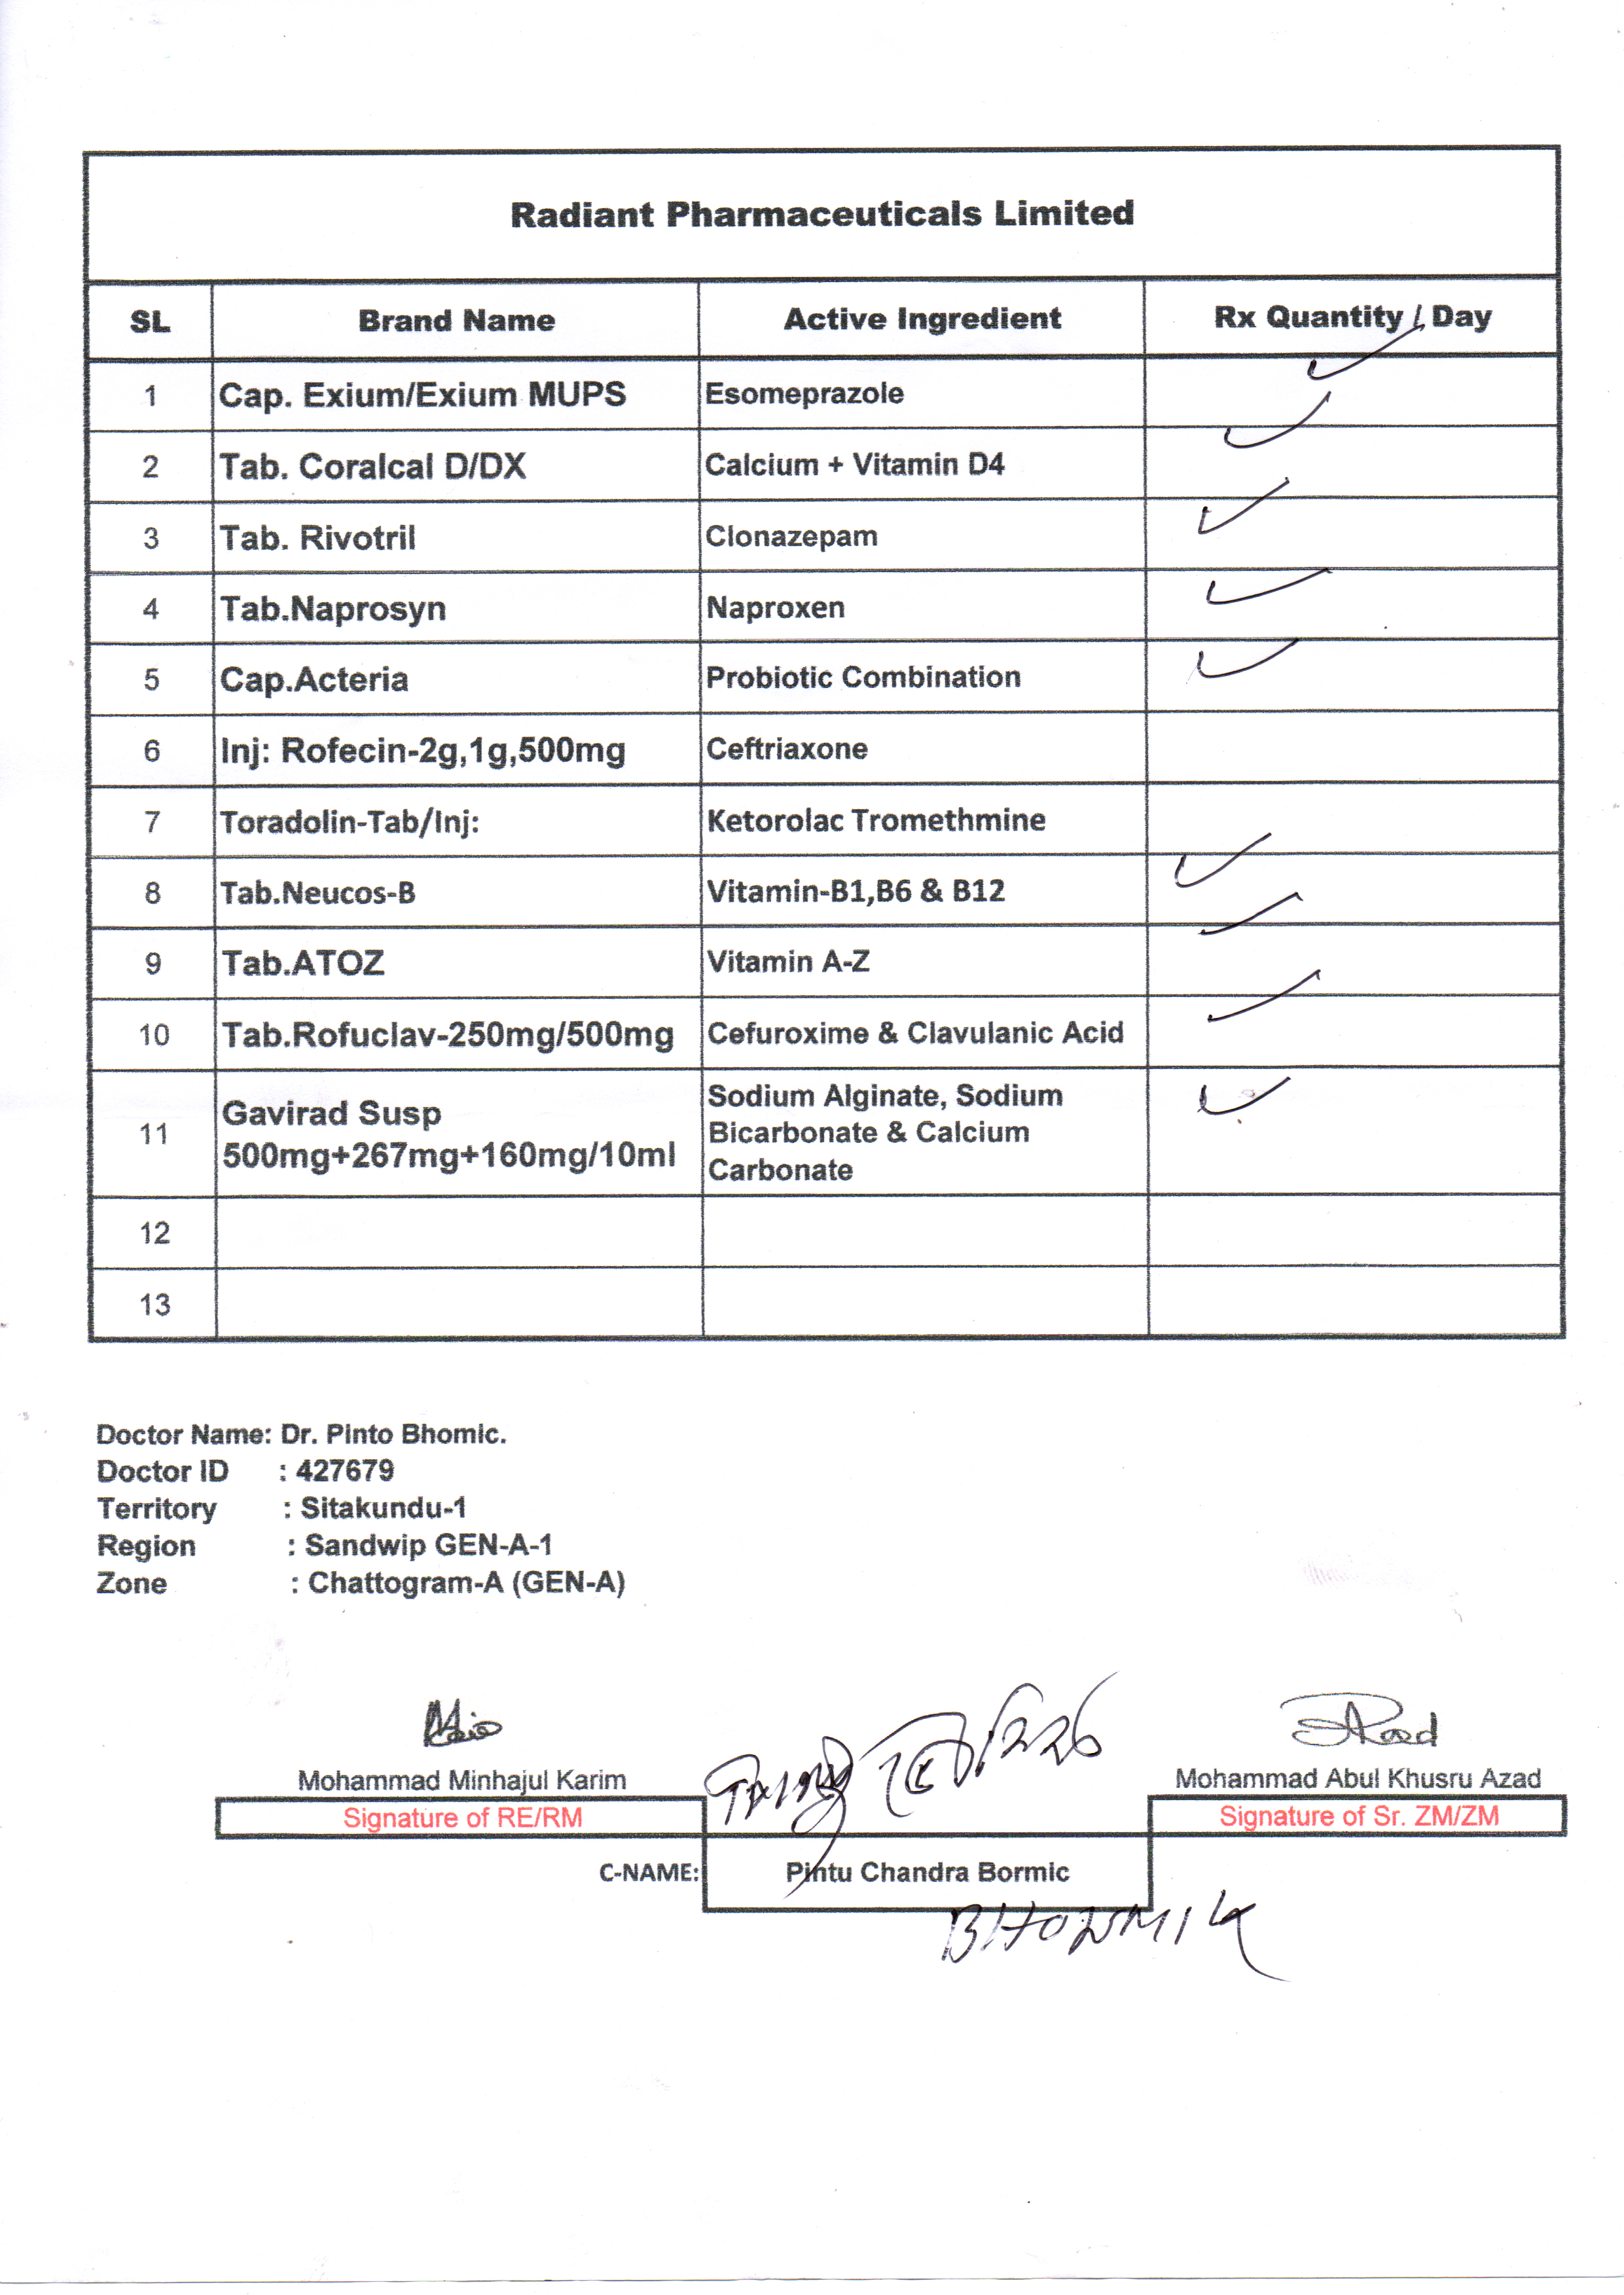 Radiant Pharmaceuticals Limited
SL Brand Name Active Ingredient Rx Quantity / Day
1 Cap. Exium/Exium MUPS Esomeprazole ✓
2 Tab. Coralcal D/DX Calcium + Vitamin D4 ✓
3 Tab. Rivotril Clonazepam ✓
4 Tab.Naprosyn Naproxen ✓
5 Cap.Acteria Probiotic Combination ✓
6 Inj: Rofecin-2g,1g,500mg Ceftriaxone
7 Toradolin-Tab/Inj: Ketorolac Tromethmine
8 Tab.Neucos-B Vitamin-B1,B6 & B12 ✓
9 Tab.ATOZ Vitamin A-Z ✓
10 Tab.Rofuclav-250mg/500mg Cefuroxime & Clavulanic Acid ✓
11 Gavirad Susp 500mg+267mg+160mg/10ml Sodium Alginate, Sodium Bicarbonate & Calcium Carbonate ✓
12
13
Doctor Name: Dr. Pinto Bhomic.
Doctor ID : 427679
Territory : Sitakundu-1
Region : Sandwip GEN-A-1
Zone : Chattogram-A (GEN-A)
Mohammad Minhajul Karim
Signature of RE/RM
Mohammad Abul Khusru Azad
Signature of Sr. ZM/ZM
C-NAME: Pintu Chandra Bormic
BHOWMIK